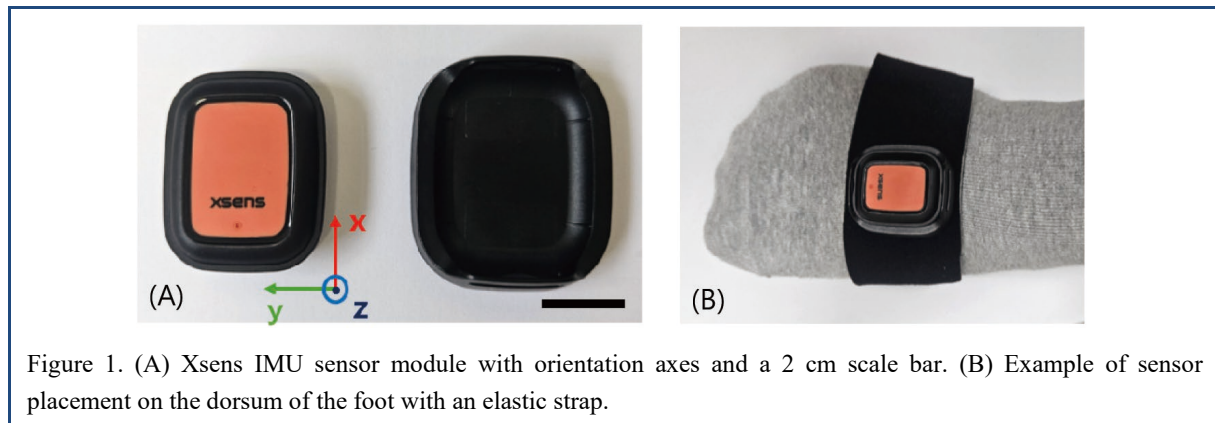 xsens
x
y
z
(A)
xsens
(B)
Figure 1. (A) Xsens IMU sensor module with orientation axes and a 2 cm scale bar. (B) Example of sensor
placement on the dorsum of the foot with an elastic strap.